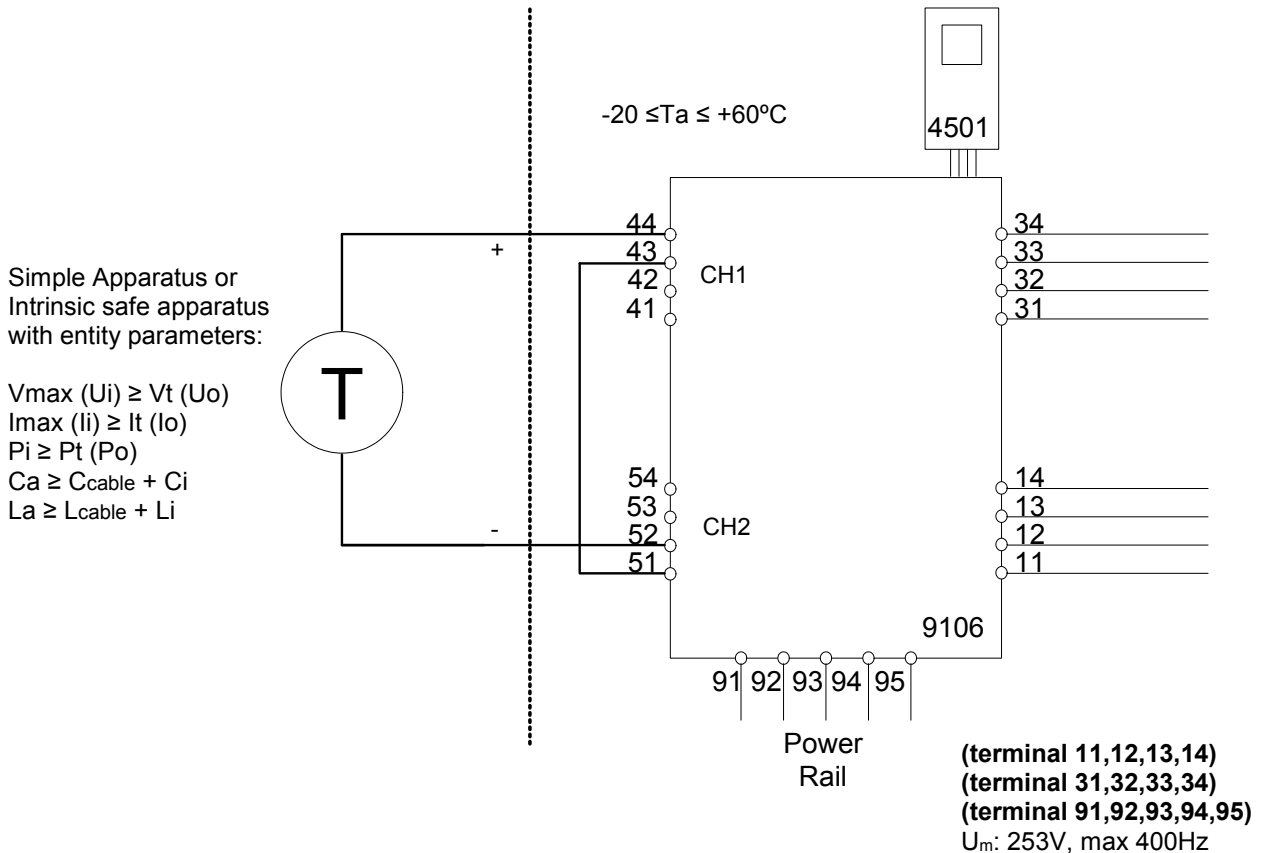 4501
-20 ≤Ta ≤ +60ºC
44
43
42
41
CH1
34
33
32
31
+
Simple Apparatus or
Intrinsic safe apparatus
with entity parameters:
Vmax (Ui) ≥ Vt (Uo)
Imax (Ii) ≥ It (Io)
Pi ≥ Pt (Po)
Ca ≥ Ccable + Ci
La ≥ Lcable + Li
T
-
54
53
52
51
CH2
14
13
12
11
9106
91 92 93 94 95
Power
Rail
(terminal 11,12,13,14)
(terminal 31,32,33,34)
(terminal 91,92,93,94,95)
Um: 253V, max 400Hz